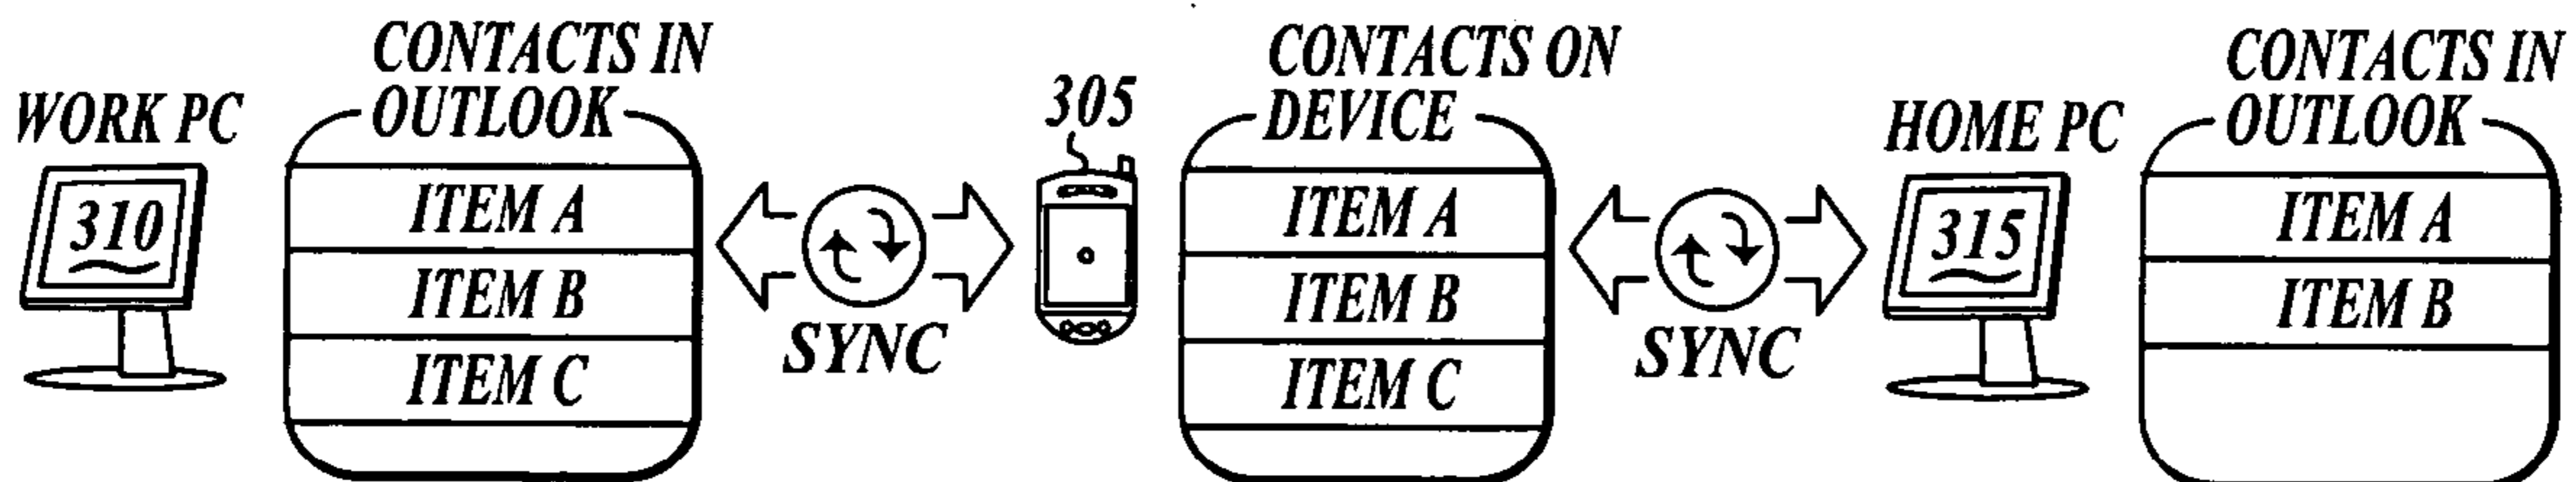 WORK PC
310
CONTACTS IN
OUTLOOK
ITEM A
ITEM B
ITEM C
SYNC
305
CONTACTS ON
DEVICE
ITEM A
ITEM B
ITEM C
SYNC
HOME PC
315
CONTACTS IN
OUTLOOK
ITEM A
ITEM B